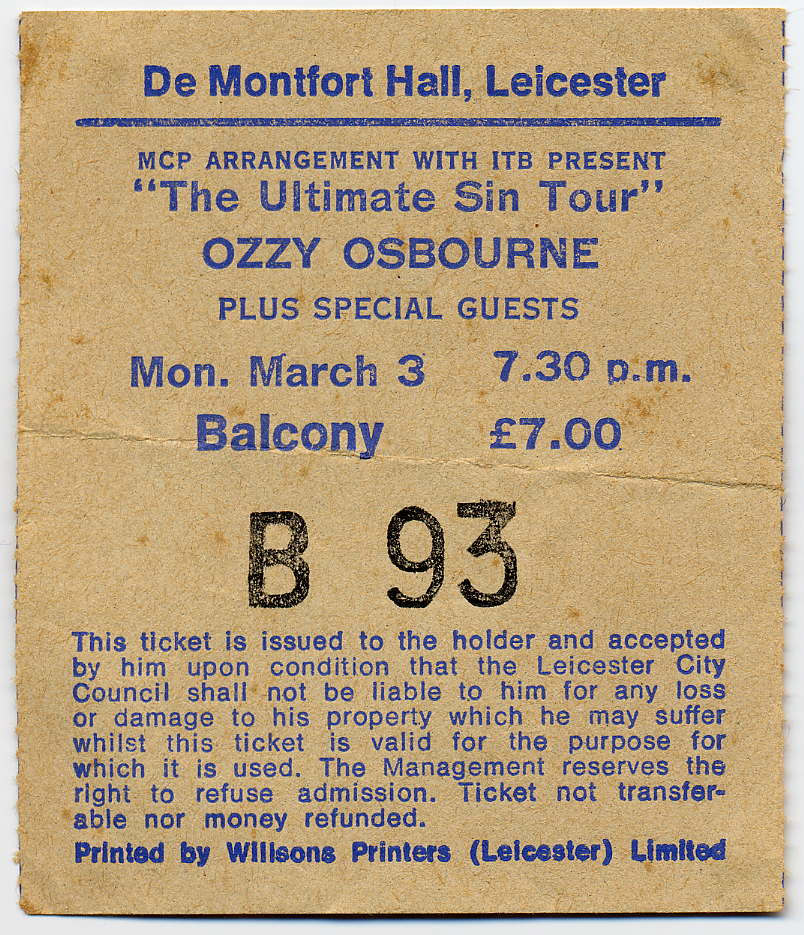 De Montfort Hall, Leicester
MCP ARRANGEMENT WITH ITB PRESENT
"The Ultimate Sin Tour"
OZZY OSBOURNE
PLUS SPECIAL GUESTS
Mon. March 3 7.30 p.m.
Balcony £7.00
B 93
This ticket is issued to the holder and accepted
by him upon condition that the Leicester City
Council shall not be liable to him for any loss
or damage to his property which he may suffer
whilst this ticket is valid for the purpose for
which it is used. The Management reserves the
right to refuse admission. Ticket not transfer-
able nor money refunded.
Printed by Willsons Printers (Leicester) Limited